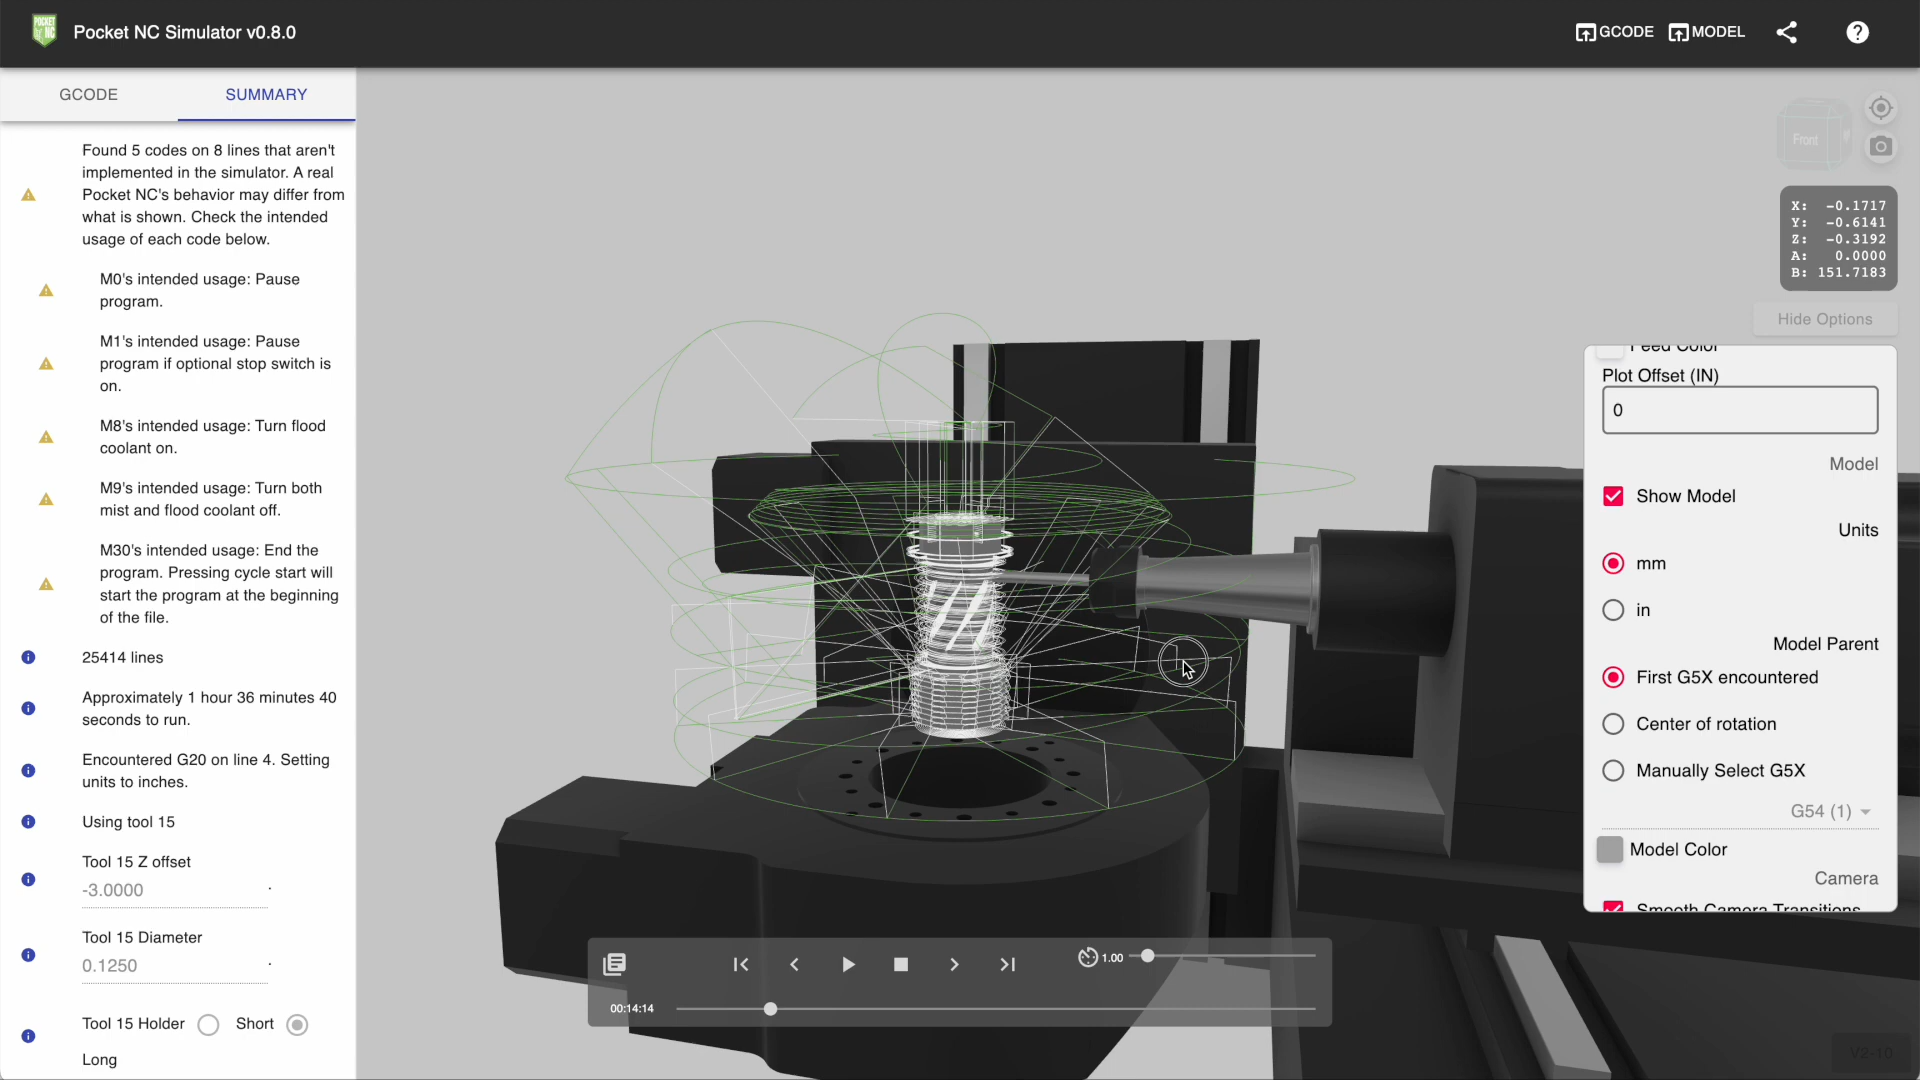 POCKET NC
Pocket NC Simulator v0.8.0
GCODE
MODEL
GCODE
SUMMARY
Found 5 codes on 8 lines that aren't
implemented in the simulator. A real
Pocket NC's behavior may differ from
what is shown. Check the intended
usage of each code below.
M0's intended usage: Pause
program.
M1's intended usage: Pause
program if optional stop switch is
on.
M8's intended usage: Turn flood
coolant on.
M9's intended usage: Turn both
mist and flood coolant off.
M30's intended usage: End the
program. Pressing cycle start will
start the program at the beginning
of the file.
25414 lines
Approximately 1 hour 36 minutes 40
seconds to run.
Encountered G20 on line 4. Setting
units to inches.
Using tool 15
Tool 15 Z offset
-3.0000
Tool 15 Diameter
0.1250
Tool 15 Holder
Short
Long
Front
X: -0.1717
Y: -0.6141
Z: -0.3192
A: 0.0000
B: 151.7183
Hide Options
Feed Color
Plot Offset (IN)
0
Model
Show Model
Units
mm
in
Model Parent
First G5X encountered
Center of rotation
Manually Select G5X
G54 (1)
Model Color
Camera
Smooth Camera Transitions
1.00
00:14:14
V2-10